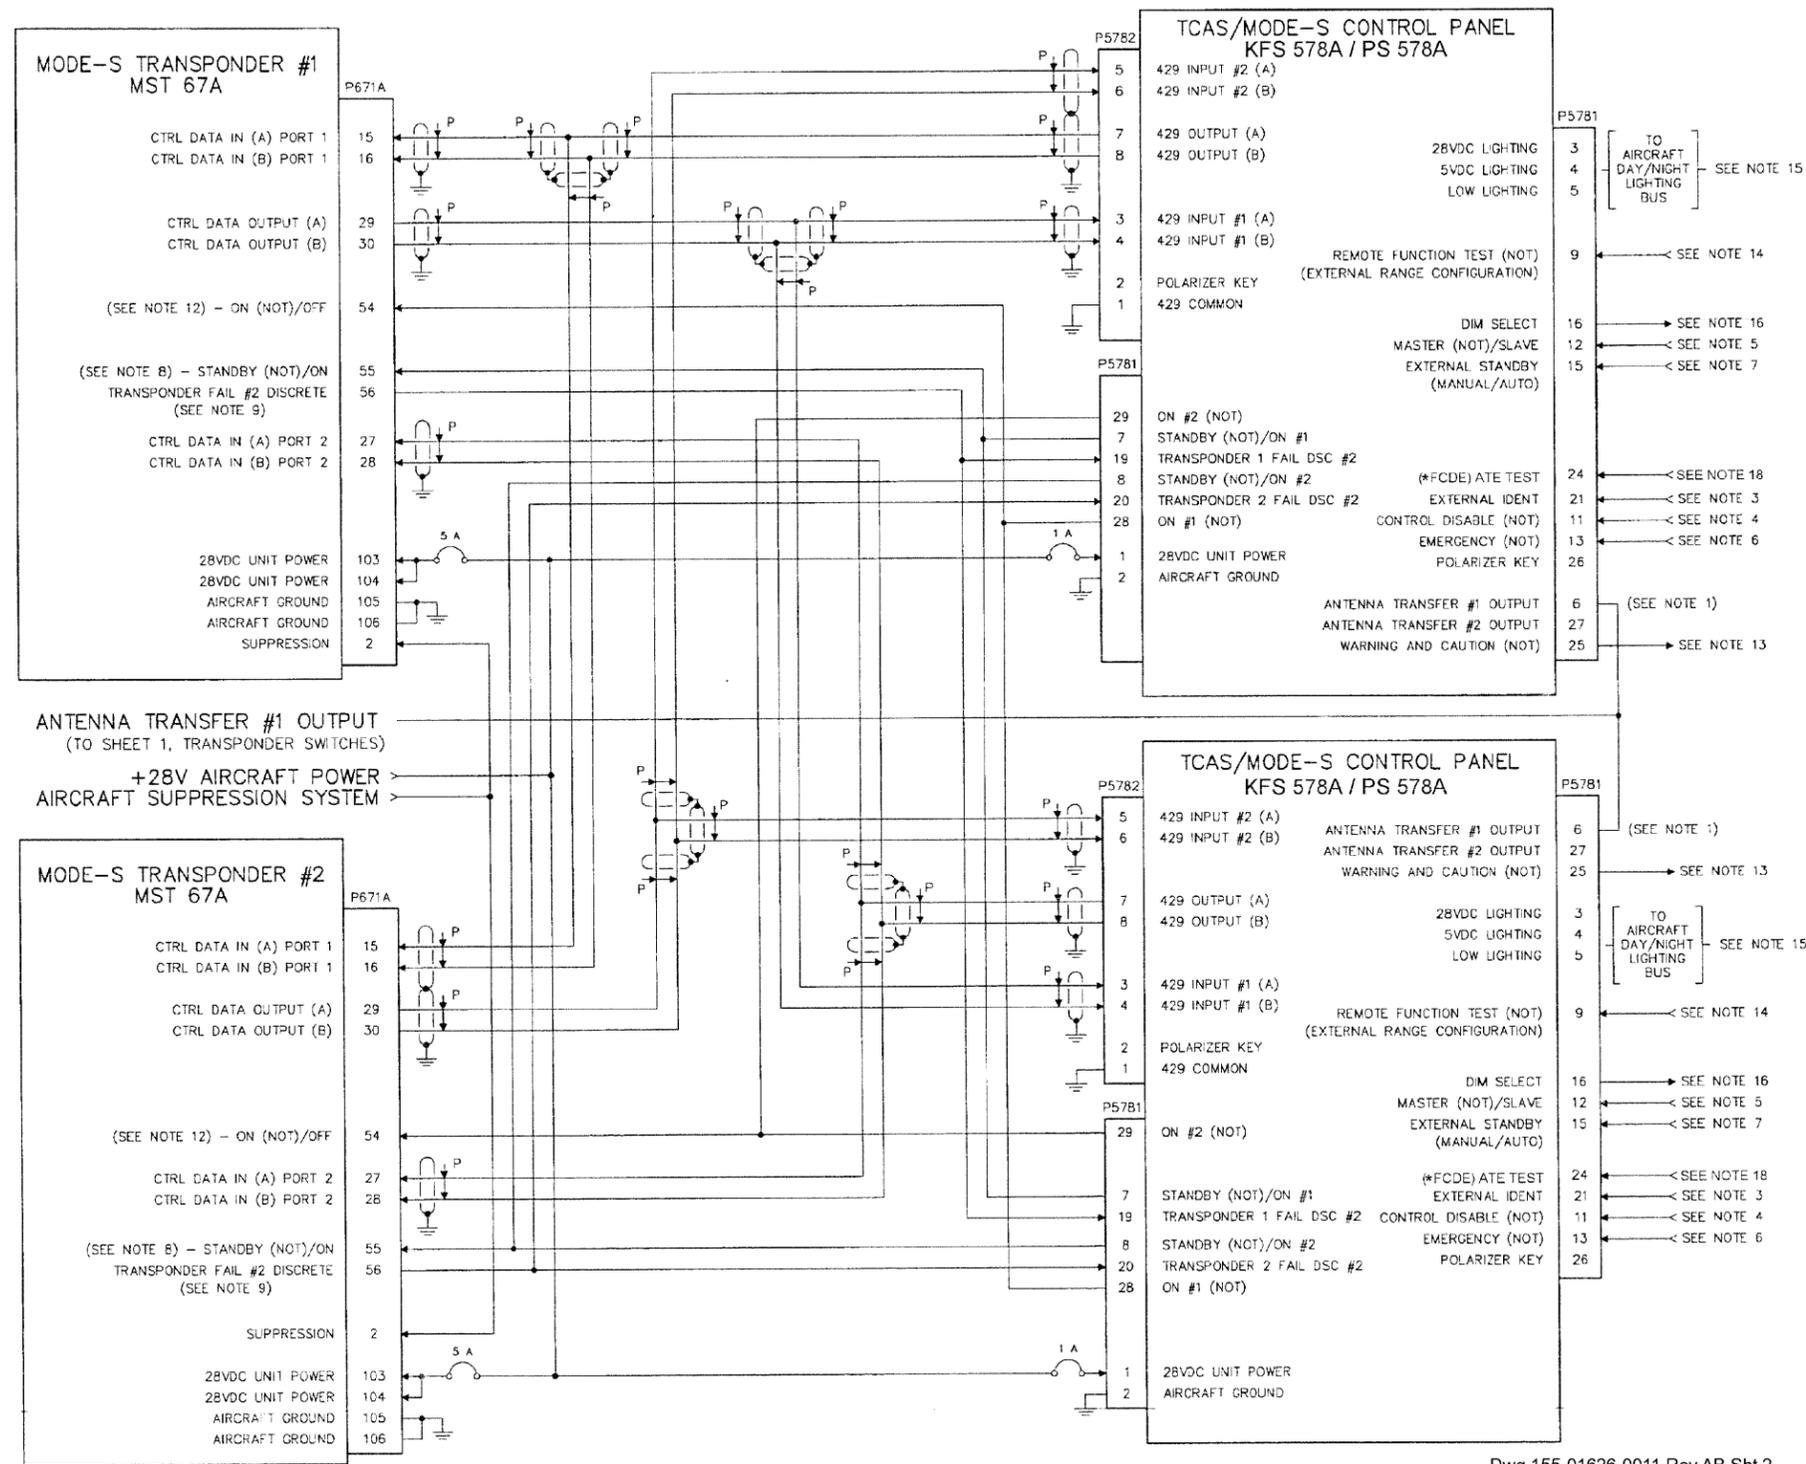 MODE-S TRANSPONDER #1
MST 67A
P671A
CTRL DATA IN (A) PORT 1 15
CTRL DATA IN (B) PORT 1 16
CTRL DATA OUTPUT (A) 29
CTRL DATA OUTPUT (B) 30
(SEE NOTE 12) - ON (NOT)/OFF 54
(SEE NOTE 8) - STANDBY (NOT)/ON 55
TRANSPONDER FAIL #2 DISCRETE 56
(SEE NOTE 9)
CTRL DATA IN (A) PORT 2 27
CTRL DATA IN (B) PORT 2 28
28VDC UNIT POWER 103
28VDC UNIT POWER 104
AIRCRAFT GROUND 105
AIRCRAFT GROUND 106
SUPPRESSION 2
5 A
P
P
P
P
P
P
P
P
P
P
TCAS/MODE-S CONTROL PANEL
KFS 578A / PS 578A
P5782
P
5 429 INPUT #2 (A)
6 429 INPUT #2 (B)
P
7 429 OUTPUT (A)
8 429 OUTPUT (B)
P
3 429 INPUT #1 (A)
4 429 INPUT #1 (B)
2 POLARIZER KEY
1 429 COMMON
P5781
29 ON #2 (NOT)
7 STANDBY (NOT)/ON #1
19 TRANSPONDER 1 FAIL DSC #2
8 STANDBY (NOT)/ON #2
20 TRANSPONDER 2 FAIL DSC #2
28 ON #1 (NOT)
1 A
1 28VDC UNIT POWER
2 AIRCRAFT GROUND
P5781
28VDC LIGHTING 3
5VDC LIGHTING 4
LOW LIGHTING 5
TO
AIRCRAFT
DAY/NIGHT
LIGHTING
BUS
SEE NOTE 15
REMOTE FUNCTION TEST (NOT) 9 SEE NOTE 14
(EXTERNAL RANGE CONFIGURATION)
DIM SELECT 16 SEE NOTE 16
MASTER (NOT)/SLAVE 12 SEE NOTE 5
EXTERNAL STANDBY 15 SEE NOTE 7
(MANUAL/AUTO)
(*FCDE) ATE TEST 24 SEE NOTE 18
EXTERNAL IDENT 21 SEE NOTE 3
CONTROL DISABLE (NOT) 11 SEE NOTE 4
EMERGENCY (NOT) 13 SEE NOTE 6
POLARIZER KEY 26
ANTENNA TRANSFER #1 OUTPUT 6 (SEE NOTE 1)
ANTENNA TRANSFER #2 OUTPUT 27
WARNING AND CAUTION (NOT) 25 SEE NOTE 13
ANTENNA TRANSFER #1 OUTPUT
(TO SHEET 1, TRANSPONDER SWITCHES)
+28V AIRCRAFT POWER >
AIRCRAFT SUPPRESSION SYSTEM >
MODE-S TRANSPONDER #2
MST 67A
P671A
CTRL DATA IN (A) PORT 1 15
CTRL DATA IN (B) PORT 1 16
CTRL DATA OUTPUT (A) 29
CTRL DATA OUTPUT (B) 30
(SEE NOTE 12) - ON (NOT)/OFF 54
CTRL DATA IN (A) PORT 2 27
CTRL DATA IN (B) PORT 2 28
(SEE NOTE 8) - STANDBY (NOT)/ON 55
TRANSPONDER FAIL #2 DISCRETE 56
(SEE NOTE 9)
SUPPRESSION 2
28VDC UNIT POWER 103
28VDC UNIT POWER 104
AIRCRAFT GROUND 105
AIRCRAFT GROUND 106
5 A
P
P
P
P
P
P
P
P
P
TCAS/MODE-S CONTROL PANEL
KFS 578A / PS 578A
P5782
P
5 429 INPUT #2 (A)
6 429 INPUT #2 (B)
P
7 429 OUTPUT (A)
8 429 OUTPUT (B)
P
3 429 INPUT #1 (A)
4 429 INPUT #1 (B)
2 POLARIZER KEY
1 429 COMMON
P5781
29 ON #2 (NOT)
7 STANDBY (NOT)/ON #1
19 TRANSPONDER 1 FAIL DSC #2
8 STANDBY (NOT)/ON #2
20 TRANSPONDER 2 FAIL DSC #2
28 ON #1 (NOT)
1 A
1 28VDC UNIT POWER
2 AIRCRAFT GROUND
P5781
ANTENNA TRANSFER #1 OUTPUT 6 (SEE NOTE 1)
ANTENNA TRANSFER #2 OUTPUT 27
WARNING AND CAUTION (NOT) 25 SEE NOTE 13
28VDC LIGHTING 3
5VDC LIGHTING 4
LOW LIGHTING 5
TO
AIRCRAFT
DAY/NIGHT
LIGHTING
BUS
SEE NOTE 15
REMOTE FUNCTION TEST (NOT) 9 SEE NOTE 14
(EXTERNAL RANGE CONFIGURATION)
DIM SELECT 16 SEE NOTE 16
MASTER (NOT)/SLAVE 12 SEE NOTE 5
EXTERNAL STANDBY 15 SEE NOTE 7
(MANUAL/AUTO)
(*FCDE) ATE TEST 24 SEE NOTE 18
EXTERNAL IDENT 21 SEE NOTE 3
CONTROL DISABLE (NOT) 11 SEE NOTE 4
EMERGENCY (NOT) 13 SEE NOTE 6
POLARIZER KEY 26